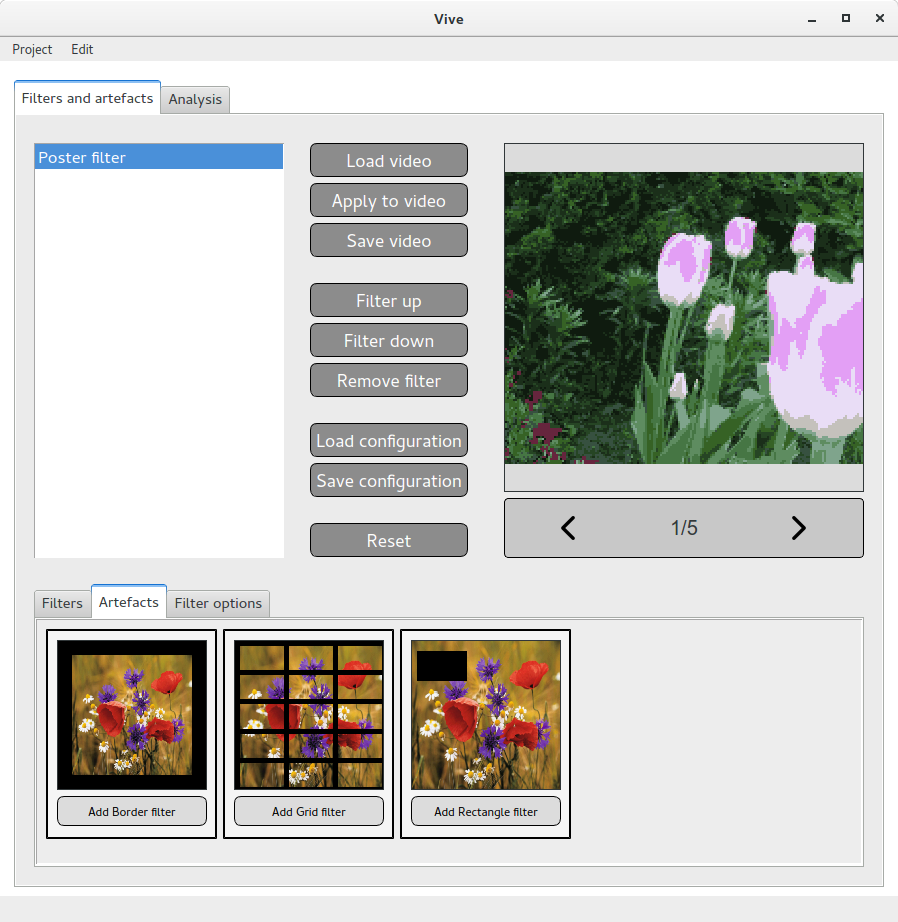 Vive
Project Edit
Filters and artefacts Analysis
Poster filter
Load video
Apply to video
Save video
Filter up
Filter down
Remove filter
Load configuration
Save configuration
Reset
1/5
Filters Artefacts Filter options
Add Border filter Add Grid filter Add Rectangle filter